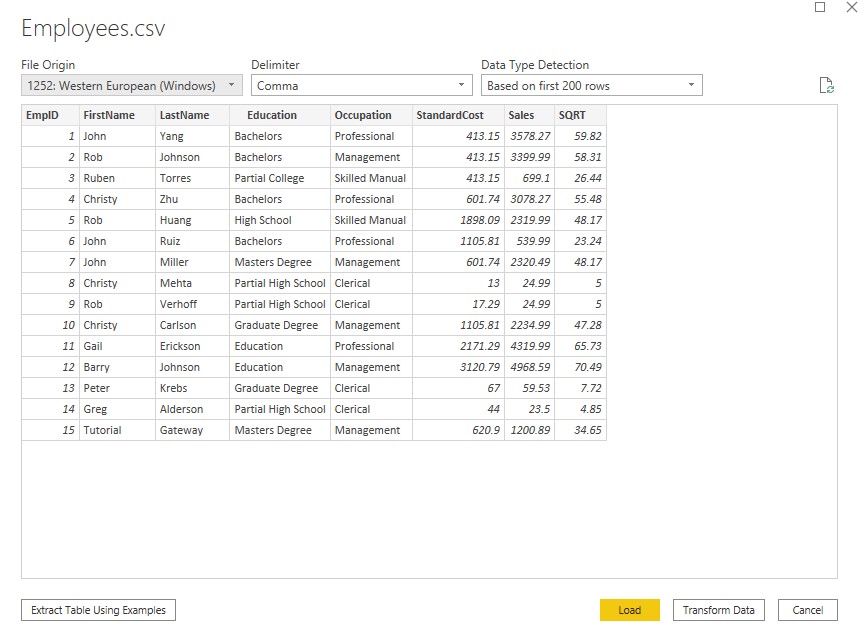 Employees.csv
File Origin Delimiter Data Type Detection
1252: Western European (Windows) Comma Based on first 200 rows
EmpID FirstName LastName Education Occupation StandardCost Sales SQRT
1 John Yang Bachelors Professional 413.15 3578.27 59.82
2 Rob Johnson Bachelors Management 413.15 3399.99 58.31
3 Ruben Torres Partial College Skilled Manual 413.15 699.1 26.44
4 Christy Zhu Bachelors Professional 601.74 3078.27 55.48
5 Rob Huang High School Skilled Manual 1898.09 2319.99 48.17
6 John Ruiz Bachelors Professional 1105.81 539.99 23.24
7 John Miller Masters Degree Management 601.74 2320.49 48.17
8 Christy Mehta Partial High School Clerical 13 24.99 5
9 Rob Verhoff Partial High School Clerical 17.29 24.99 5
10 Christy Carlson Graduate Degree Management 1105.81 2234.99 47.28
11 Gail Erickson Education Professional 2171.29 4319.99 65.73
12 Barry Johnson Education Management 3120.79 4968.59 70.49
13 Peter Krebs Graduate Degree Clerical 67 59.53 7.72
14 Greg Alderson Partial High School Clerical 44 23.5 4.85
15 Tutorial Gateway Masters Degree Management 620.9 1200.89 34.65
Extract Table Using Examples Load Transform Data Cancel